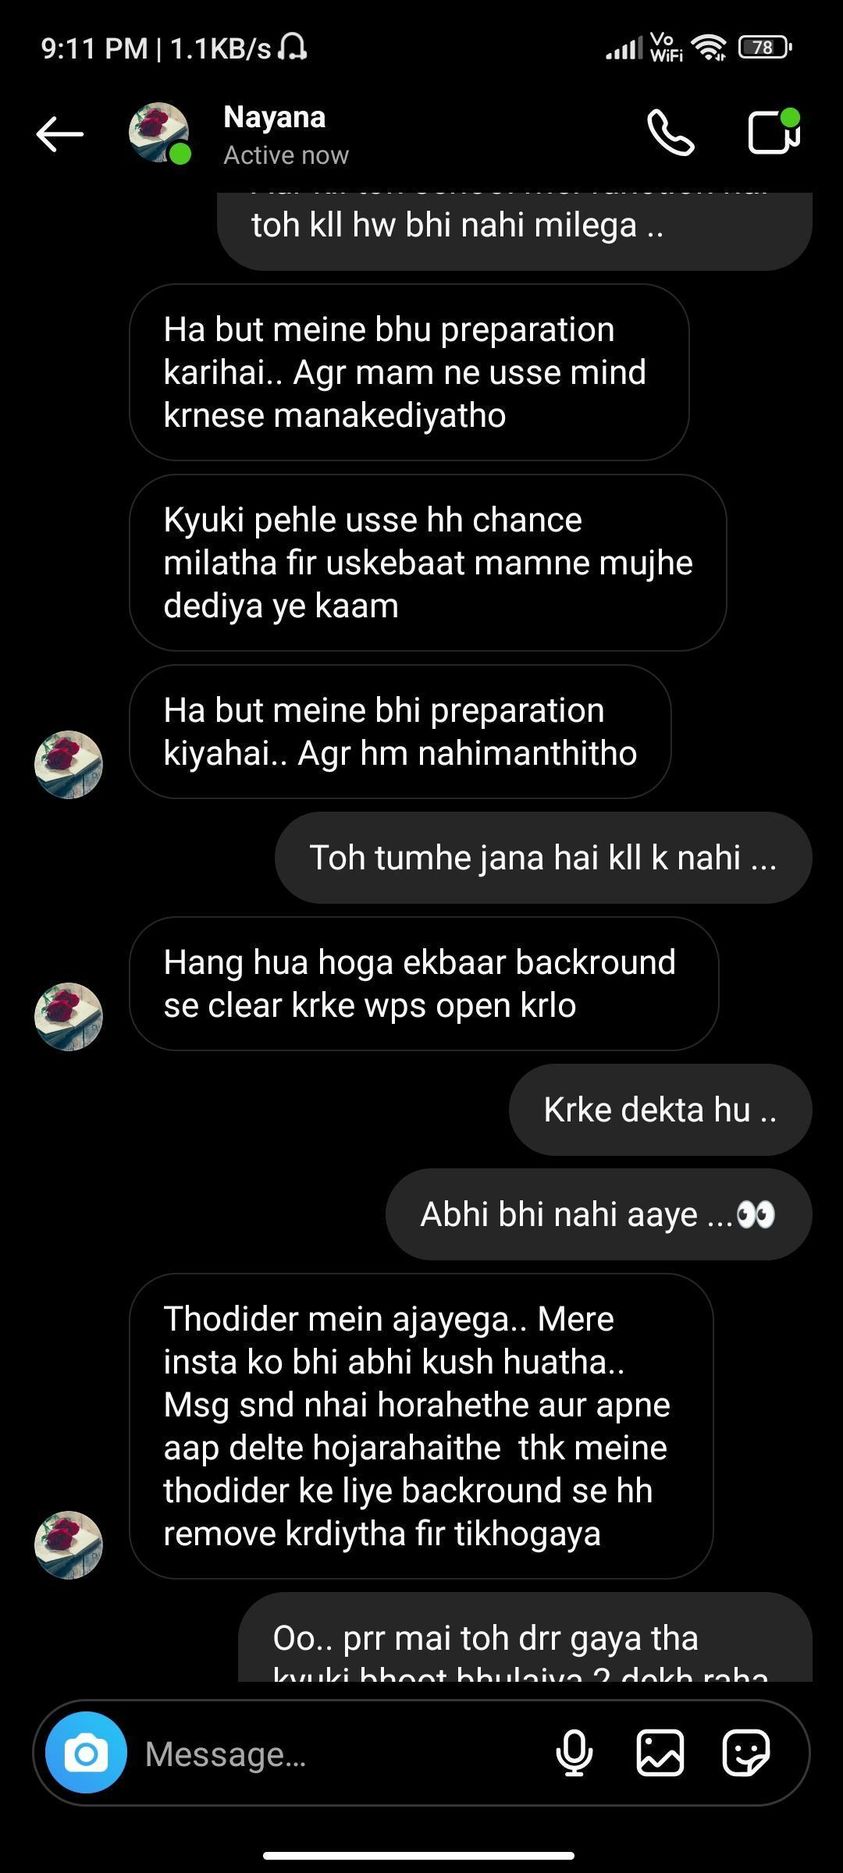 9:11 PM | 1.1KB/s
Vo
WiFi
78
Nayana
Active now
toh kll hw bhi nahi milega ..
Ha but meine bhu preparation
karihai.. Agr mam ne usse mind
krnese manakediyatho
Kyuki pehle usse hh chance
milatha fir uskebaat mamne mujhe
dediya ye kaam
Ha but meine bhi preparation
kiyahai.. Agr hm nahimanthitho
Toh tumhe jana hai kll k nahi ...
Hang hua hoga ekbaar backround
se clear krke wps open krlo
Krke dekta hu ..
Abhi bhi nahi aaye ...👀
Thodider mein ajayega.. Mere
insta ko bhi abhi kush huatha..
Msg snd nhai horahethe aur apne
aap delte hojarahaithe  thk meine
thodider ke liye backround se hh
remove krdiytha fir tikhogaya
Oo.. prr mai toh drr gaya tha
kyuki bhoot bhulaiya 2 dekh raha
Message...